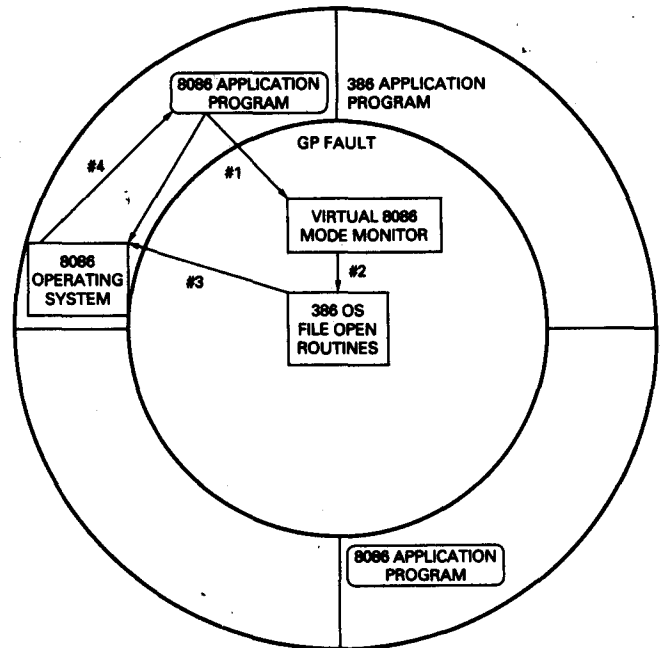 8086 APPLICATION
PROGRAM
386 APPLICATION
PROGRAM
GP FAULT
#4
#1
VIRTUAL 8086
MODE MONITOR
8086
OPERATING
SYSTEM
#3
#2
386 OS
FILE OPEN
ROUTINES
8086 APPLICATION
PROGRAM